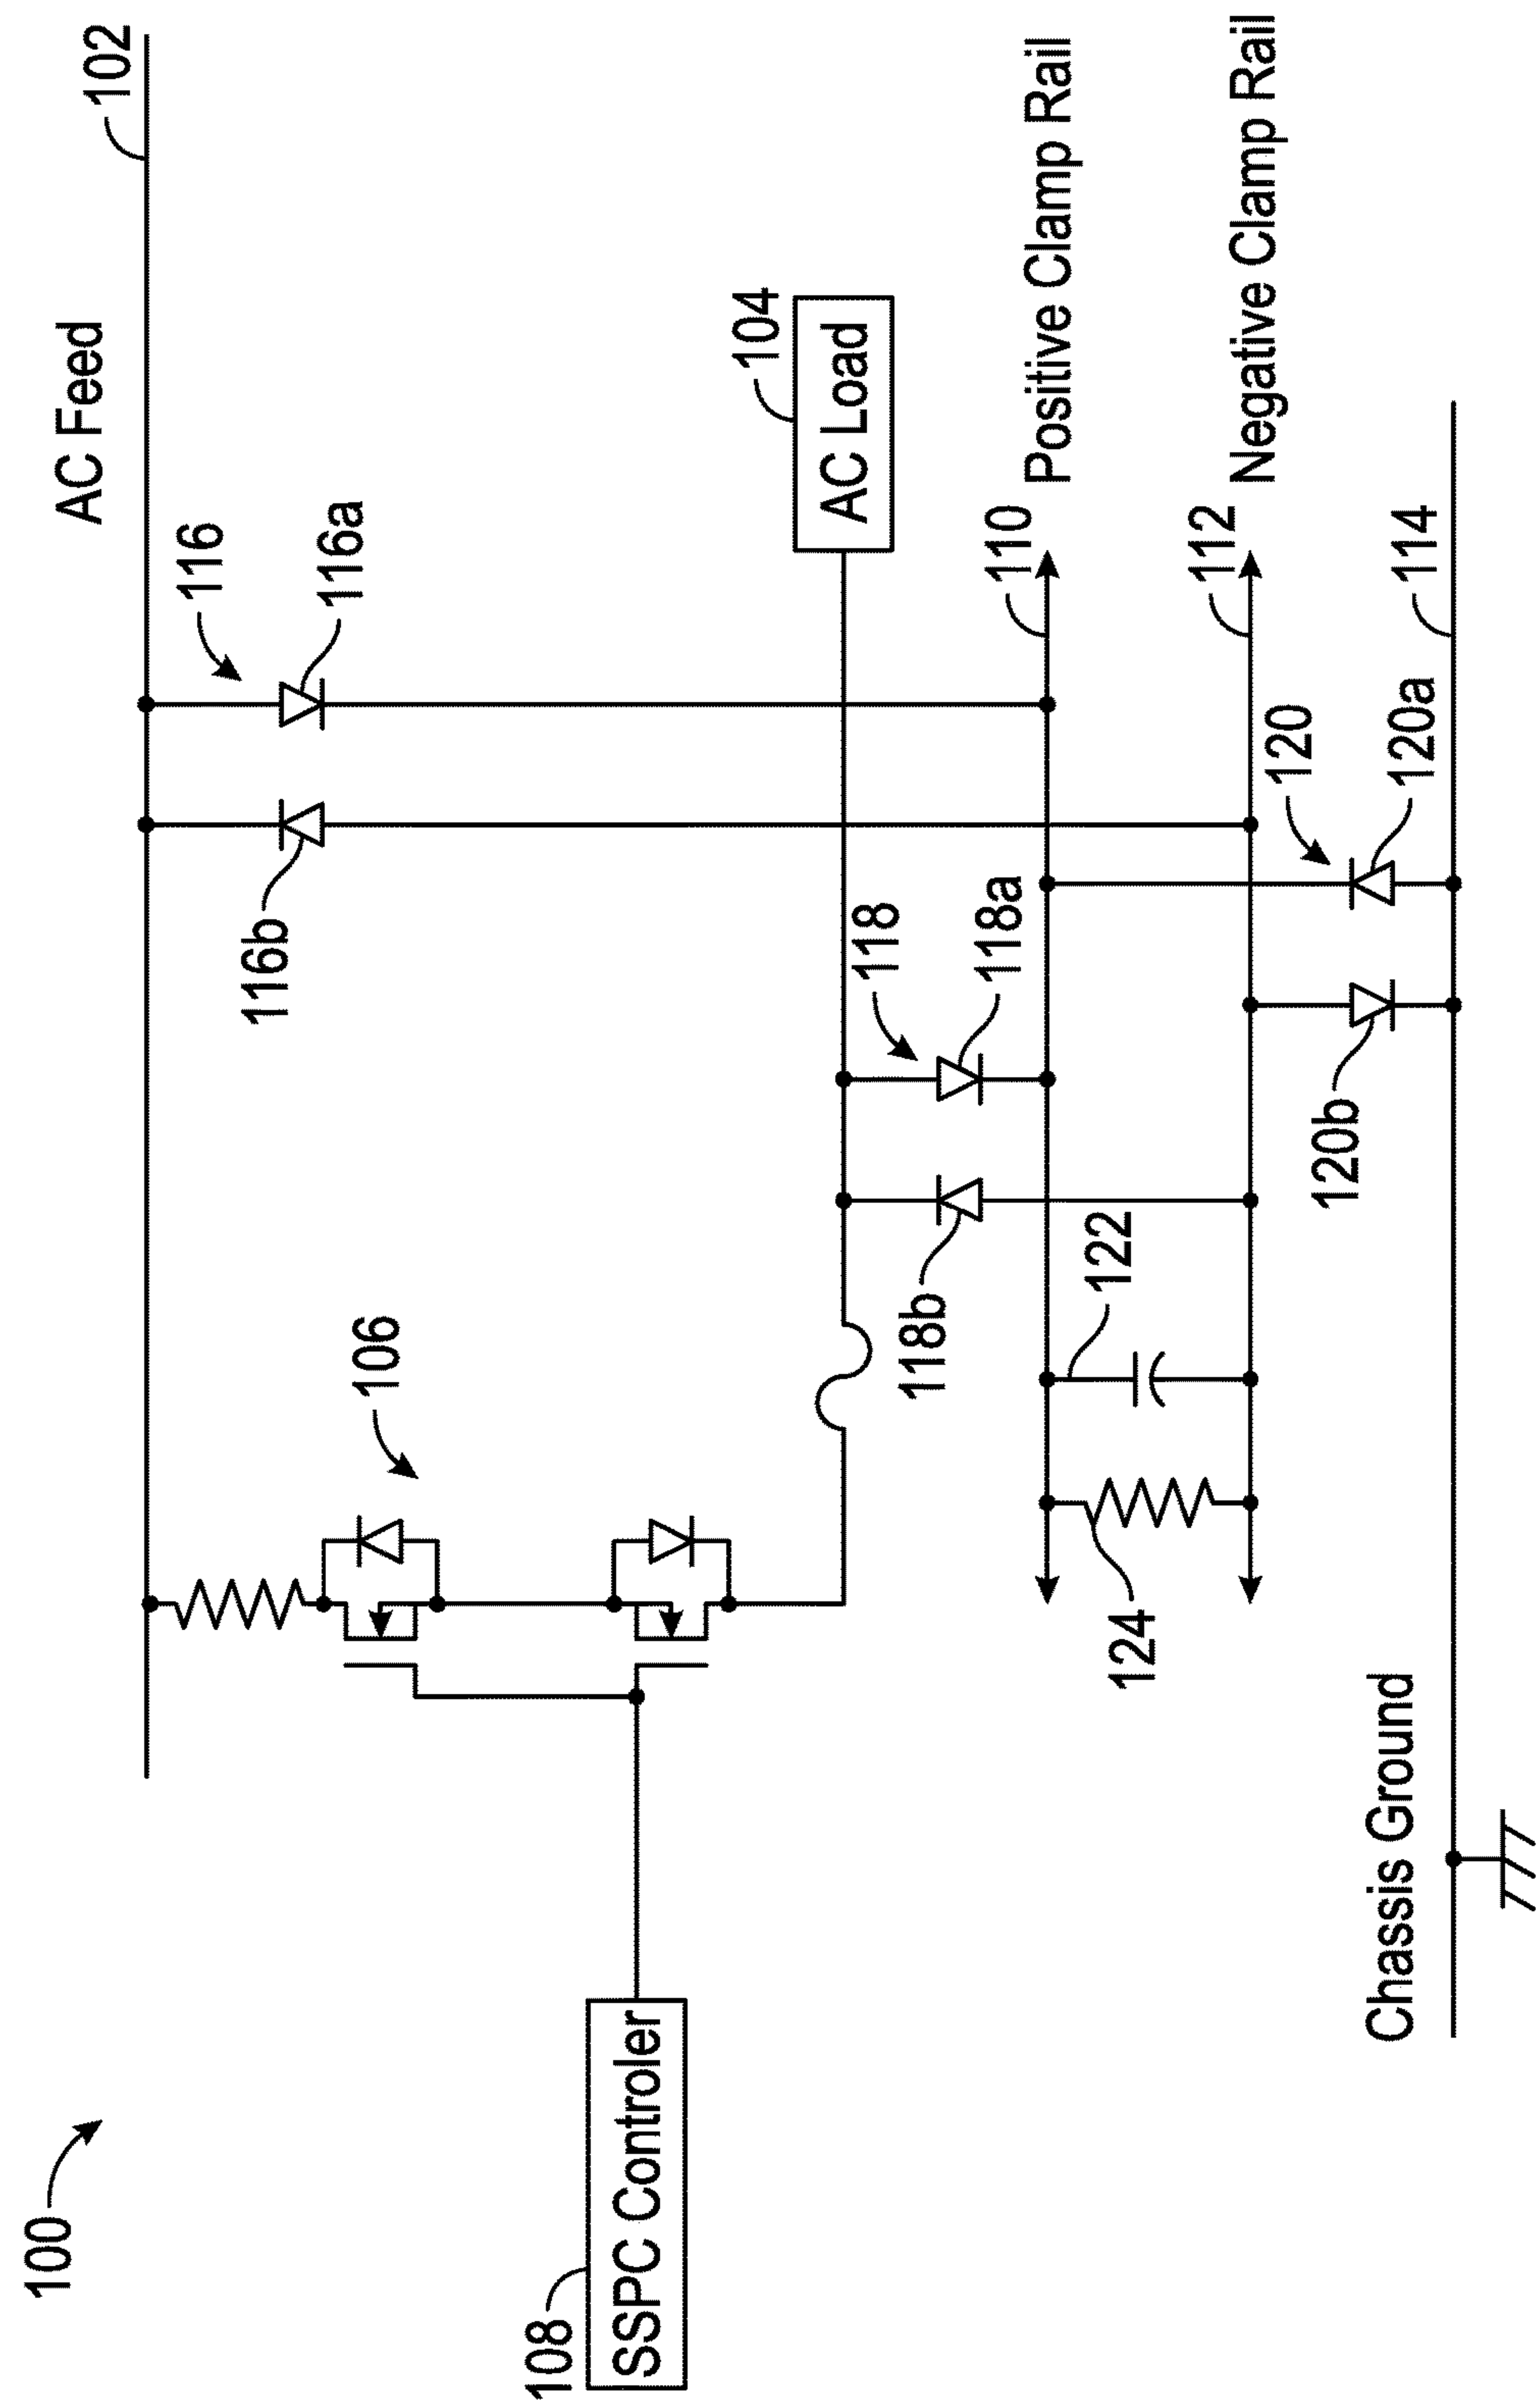 100
AC Feed
102
116
116a
116b
106
104
AC Load
108
SSPC Controler
118
118a
118b
110
Positive Clamp Rail
122
124
112
Negative Clamp Rail
120
120a
120b
114
Chassis Ground